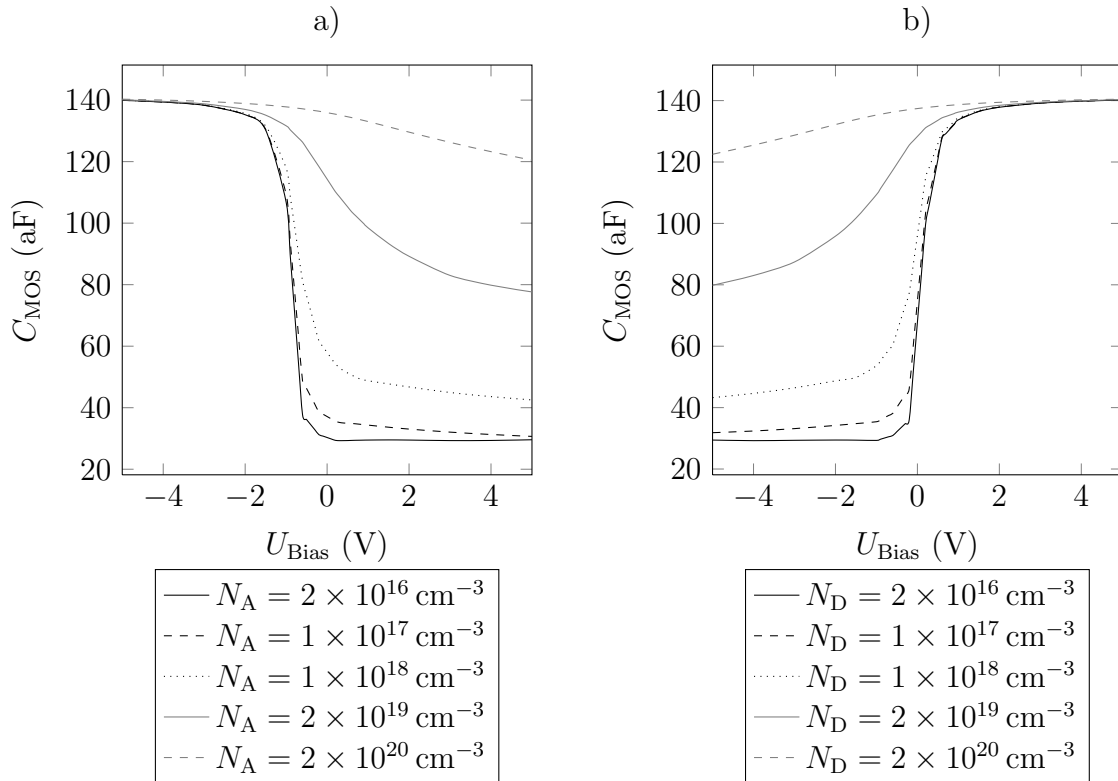 a)
140
120
100
80
60
40
20
C_MOS (aF)
−4 −2 0 2 4
U_Bias (V)
N_A = 2 × 10^16 cm^−3
N_A = 1 × 10^17 cm^−3
N_A = 1 × 10^18 cm^−3
N_A = 2 × 10^19 cm^−3
N_A = 2 × 10^20 cm^−3
b)
140
120
100
80
60
40
20
C_MOS (aF)
−4 −2 0 2 4
U_Bias (V)
N_D = 2 × 10^16 cm^−3
N_D = 1 × 10^17 cm^−3
N_D = 1 × 10^18 cm^−3
N_D = 2 × 10^19 cm^−3
N_D = 2 × 10^20 cm^−3